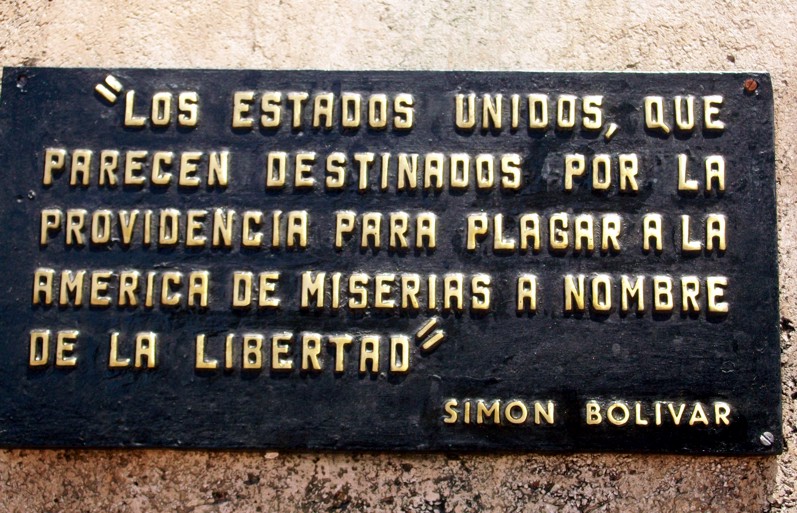 "LOS ESTADOS UNIDOS, QUE
PARECEN DESTINADOS POR LA
PROVIDENCIA PARA PLAGAR A LA
AMERICA DE MISERIAS A NOMBRE
DE LA LIBERTAD"
SIMON BOLIVAR